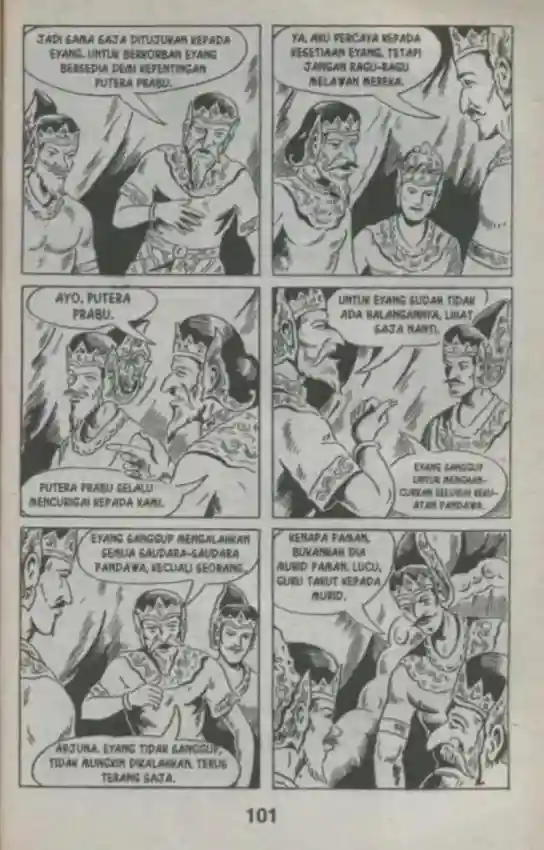 JADI SAMA SAJA DITUJUKAN KEPADA
EYANG. UNTUK BERKORBAN EYANG
BERSEDIA DEMI KEPENTINGAN
PUTERA PRABU.
YA, AKU PERCAYA KEPADA
KESETIAAN EYANG, TETAPI
JANGAN RAGU-RAGU
MELAWAN MEREKA.
AYO, PUTERA
PRABU.
PUTERA PRABU SELALU
MENCURIGAI KEPADA KAMI.
UNTUK EYANG SUDAH TIDAK
ADA HALANGANNYA, LIHAT
SAJA NANTI.
EYANG SANGGUP
UNTUK MENGHAN-
CURKAN SELURUH KEKU-
ATAN PANDAWA.
EYANG SANGGUP MENGALAHKAN
SEMUA SAUDARA-SAUDARA
PANDAWA, KECUALI SEORANG.
ARJUNA. EYANG TIDAK SANGGUP,
TIDAK MUNGKIN DIKALAHKAN, TERUS
TERANG SAJA.
KENAPA PAMAN,
BUKANKAH DIA
MURID PAMAN. LUCU,
GURU TAKUT KEPADA
MURID.
101